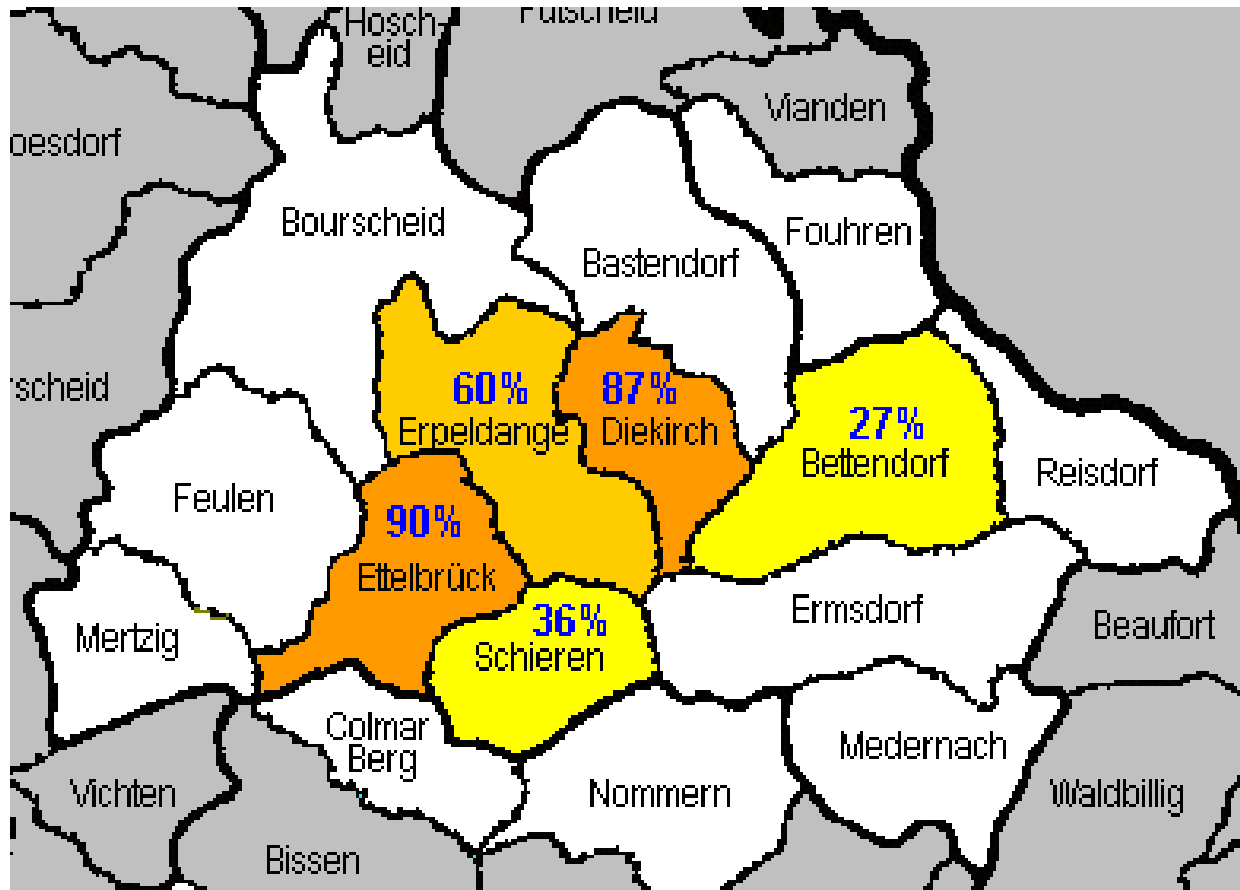 Hosch-
eid
Vianden
Bourscheid
Fouhren
Bastendorf
60%
Erpeldange
87%
Diekirch
27%
Bettendorf
Reisdorf
Feulen
90%
Ettelbrück
36%
Schieren
Ermsdorf
Beaufort
Mertzig
Colmar
Berg
Medernach
Vichten
Nommern
Waldbillig
Bissen
oesdorf
rscheid